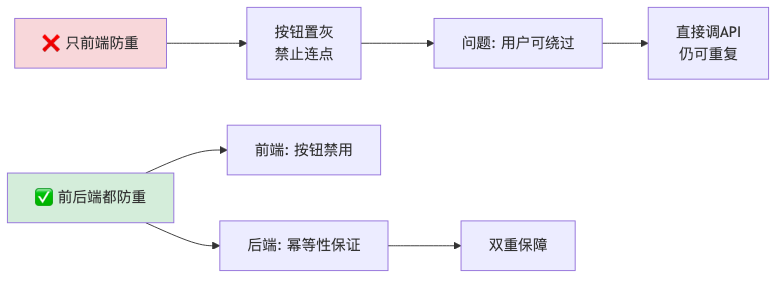 ❌ 只前端防重
按钮置灰
禁止连点
问题: 用户可绕过
直接调API
仍可重复
✅ 前后端都防重
前端: 按钮禁用
后端: 幂等性保证
双重保障